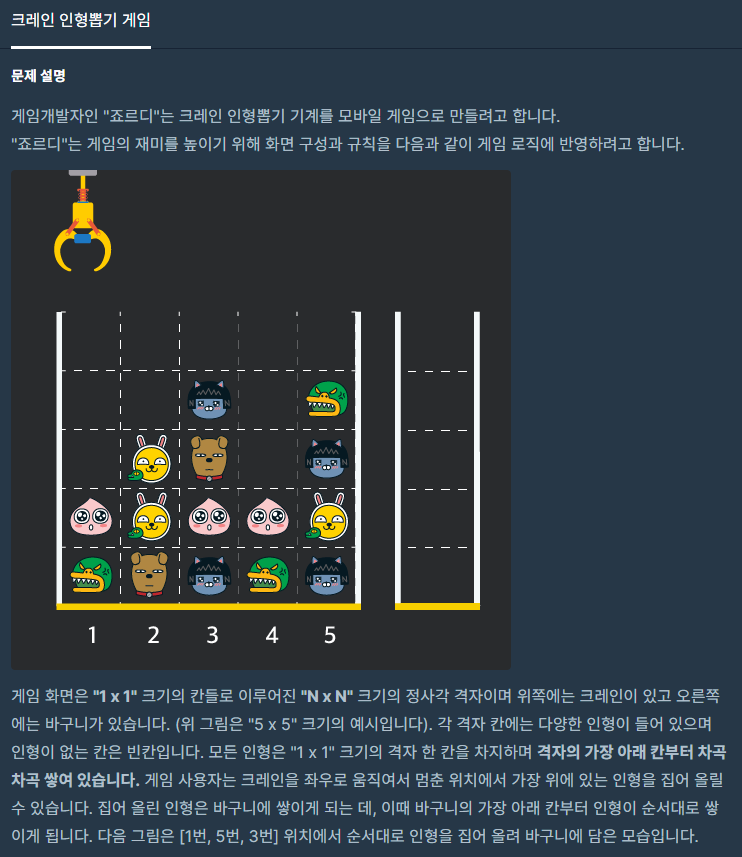 크레인 인형뽑기 게임
문제 설명
게임개발자인 "죠르디"는 크레인 인형뽑기 기계를 모바일 게임으로 만들려고 합니다.
"죠르디"는 게임의 재미를 높이기 위해 화면 구성과 규칙을 다음과 같이 게임 로직에 반영하려고 합니다.
1 2 3 4 5
게임 화면은 "1 x 1" 크기의 칸들로 이루어진 "N x N" 크기의 정사각 격자이며 위쪽에는 크레인이 있고 오른쪽
에는 바구니가 있습니다. (위 그림은 "5 x 5" 크기의 예시입니다). 각 격자 칸에는 다양한 인형이 들어 있으며
인형이 없는 칸은 빈칸입니다. 모든 인형은 "1 x 1" 크기의 격자 한 칸을 차지하며 격자의 가장 아래 칸부터 차곡
차곡 쌓여 있습니다. 게임 사용자는 크레인을 좌우로 움직여서 멈춘 위치에서 가장 위에 있는 인형을 집어 올릴
수 있습니다. 집어 올린 인형은 바구니에 쌓이게 되는 데, 이때 바구니의 가장 아래 칸부터 인형이 순서대로 쌓
이게 됩니다. 다음 그림은 [1번, 5번, 3번] 위치에서 순서대로 인형을 집어 올려 바구니에 담은 모습입니다.